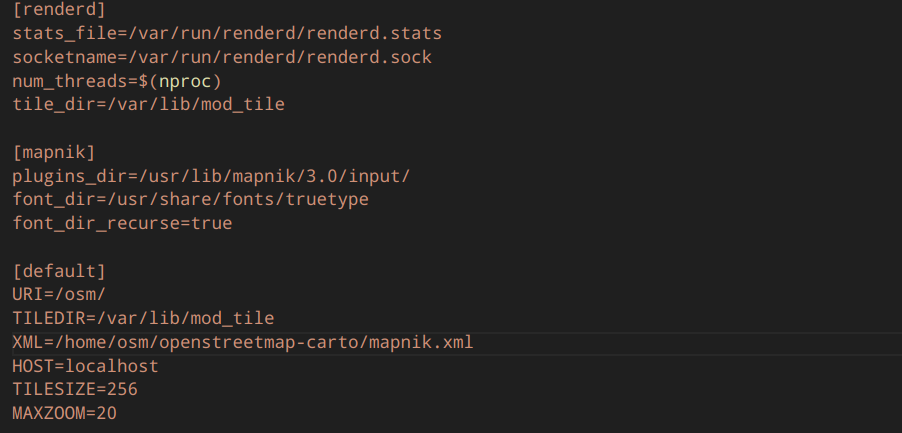 [renderd]
stats_file=/var/run/renderd/renderd.stats
socketname=/var/run/renderd/renderd.sock
num_threads=$(nproc)
tile_dir=/var/lib/mod_tile
[mapnik]
plugins_dir=/usr/lib/mapnik/3.0/input/
font_dir=/usr/share/fonts/truetype
font_dir_recurse=true
[default]
URI=/osm/
TILEDIR=/var/lib/mod_tile
XML=/home/osm/openstreetmap-carto/mapnik.xml
HOST=localhost
TILESIZE=256
MAXZOOM=20